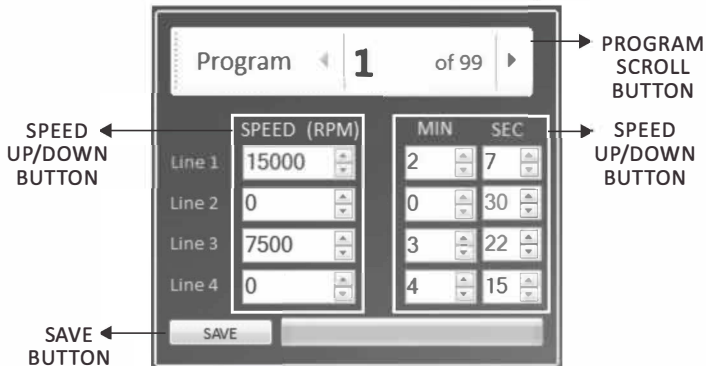 Program 1 of 99
PROGRAM
SCROLL
BUTTON
SPEED
UP/DOWN
BUTTON
SPEED (RPM) MIN SEC
SPEED
UP/DOWN
BUTTON
Line 1 15000 2 7
Line 2 0 0 30
Line 3 7500 3 22
Line 4 0 4 15
SAVE
BUTTON
SAVE